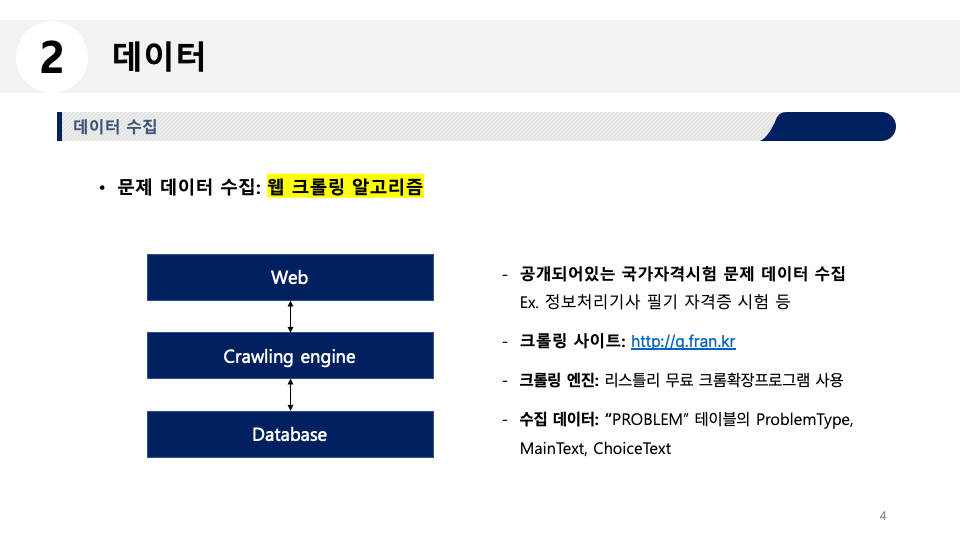 2 데이터
데이터 수집
• 문제 데이터 수집: 웹 크롤링 알고리즘
Web
Crawling engine
Database
- 공개되어있는 국가자격시험 문제 데이터 수집
Ex. 정보처리기사 필기 자격증 시험 등
- 크롤링 사이트: http://q.fran.kr
- 크롤링 엔진: 리스틀리 무료 크롬확장프로그램 사용
- 수집 데이터: “PROBLEM” 테이블의 ProblemType,
MainText, ChoiceText
4